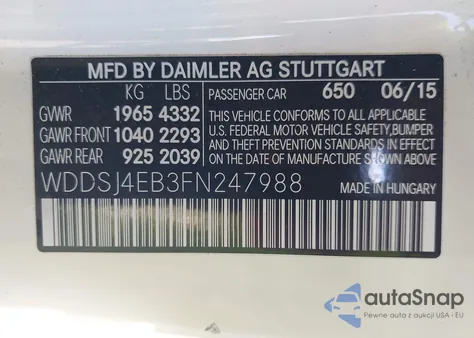 MFD BY DAIMLER AG STUTTGART
KG LBS PASSENGER CAR 650 06/15
GVWR 1965 4332
GAWR FRONT 1040 2293
GAWR REAR 925 2039
THIS VEHICLE CONFORMS TO ALL APPLICABLE
U.S. FEDERAL MOTOR VEHICLE SAFETY,BUMPER
AND THEFT PREVENTION STANDARDS IN EFFECT
ON THE DATE OF MANUFACTURE SHOWN ABOVE.
WDDSJ4EB3FN247988 MADE IN HUNGARY
autoSnap
Pewne auta z aukcji USA - EU